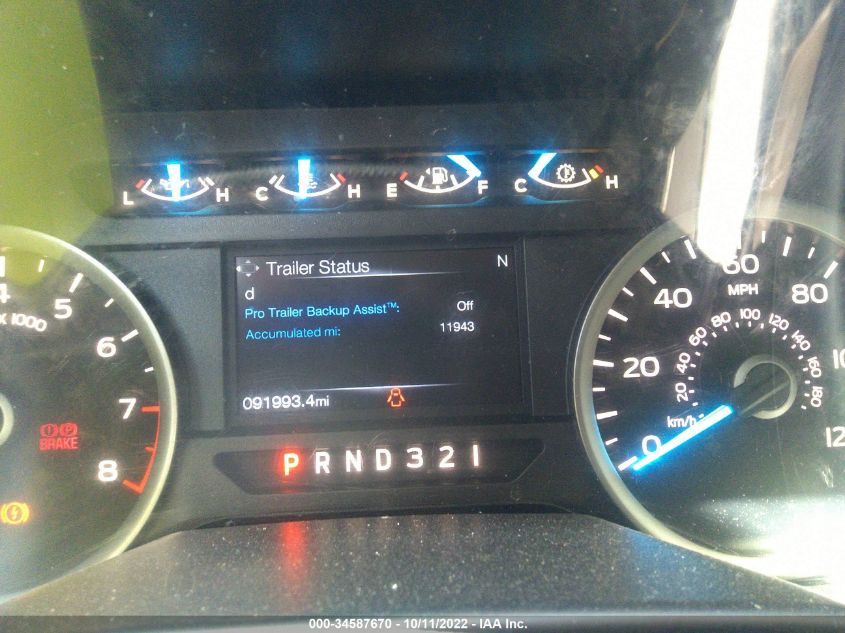 L H C H E F C H
Trailer Status N
d
Pro Trailer Backup Assist™: Off
Accumulated mi: 11943
091993.4mi
P R N D 3 2 1
4 5 6 7 8
X 1000
BRAKE
0 20 40 60 80
MPH
20 40 60 80 100 120 140 160 180
km/h
000-34587670 - 10/11/2022 - IAA Inc.